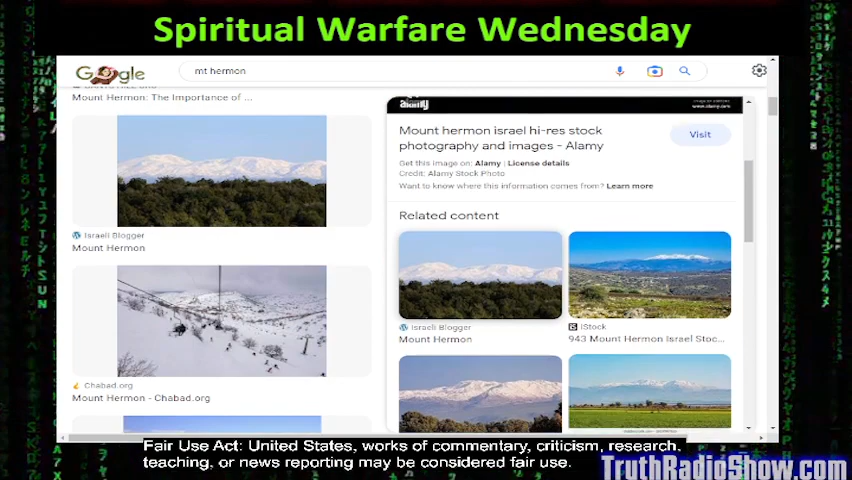 Spiritual Warfare Wednesday
Google
mt hermon
Mount Hermon: The Importance of ...
alamy
Mount hermon israel hi-res stock
photography and images - Alamy
Visit
Get this image on: Alamy | License details
Credit: Alamy Stock Photo
Want to know where this information comes from? Learn more
Related content
Israeli Blogger
Mount Hermon
Chabad.org
Mount Hermon - Chabad.org
Israeli Blogger
Mount Hermon
iStock
943 Mount Hermon Israel Stoc...
Fair Use Act: United States, works of commentary, criticism, research,
teaching, or news reporting may be considered fair use.
TruthRadioShow.com